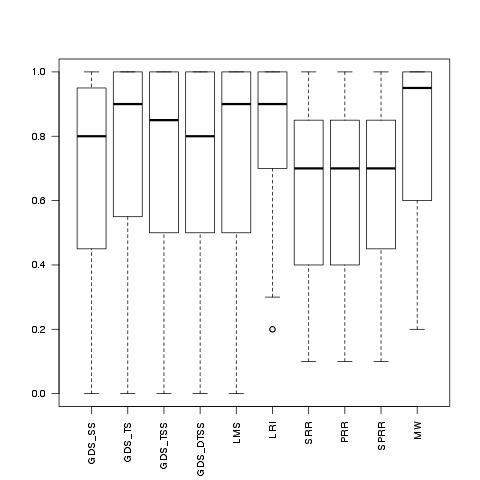 1.0
0.8
0.6
0.4
0.2
0.0
GDS_SS
GDS_TS
GDS_TSS
GDS_DTSS
LMS
LRI
SRR
PRR
SPRR
MW